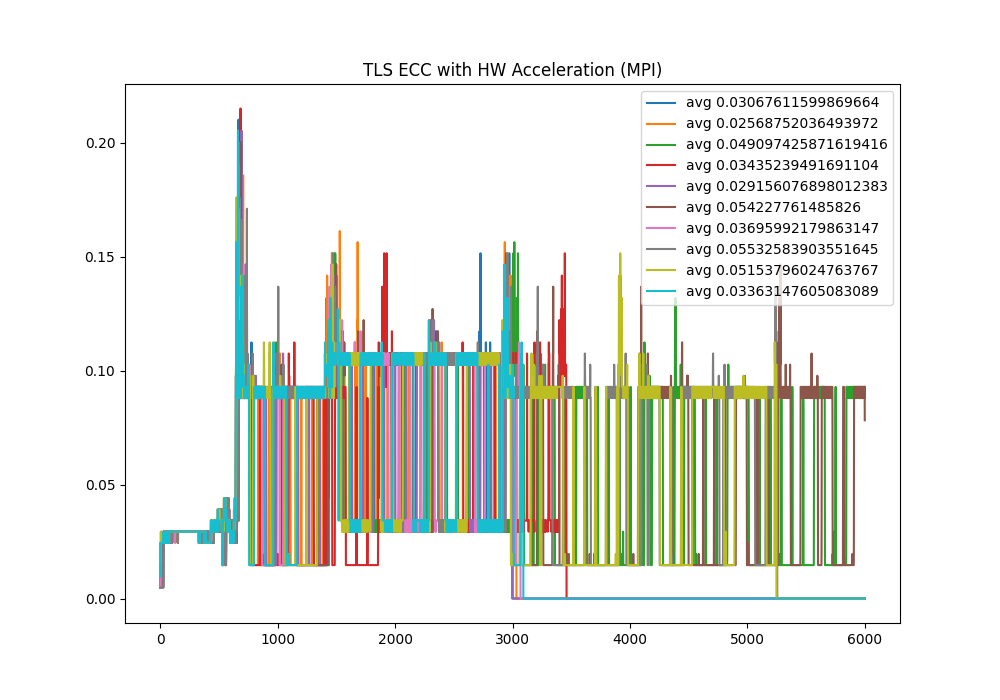 TLS ECC with HW Acceleration (MPI)
avg 0.03067611599869664
avg 0.02568752036493972
avg 0.049097425871619416
avg 0.03435239491691104
avg 0.029156076898012383
avg 0.054227761485826
avg 0.03695992179863147
avg 0.05532583903551645
avg 0.05153796024763767
avg 0.03363147605083089
0.20
0.15
0.10
0.05
0.00
0 1000 2000 3000 4000 5000 6000